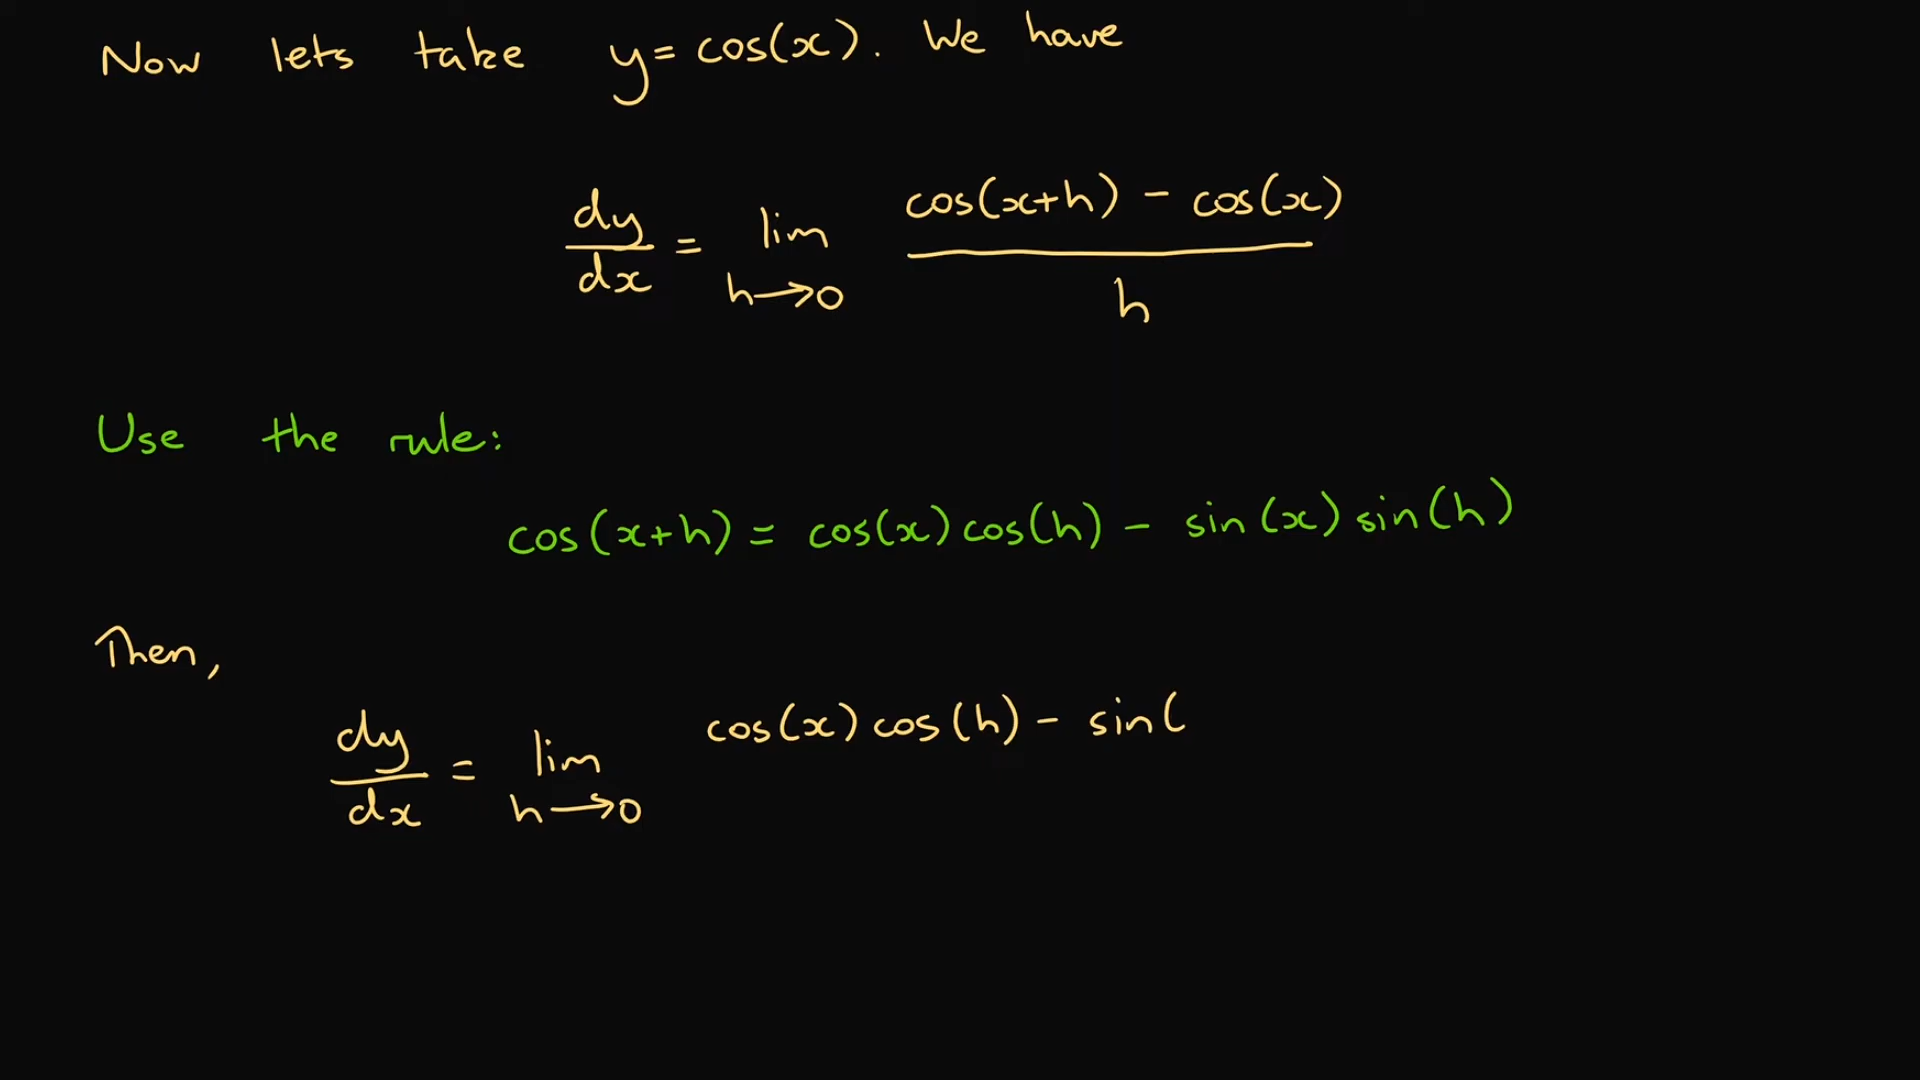 Now lets take y=cos(x). We have
dy/dx = lim h→0 (cos(x+h) - cos(x))/h
Use the rule:
cos(x+h) = cos(x) cos(h) - sin(x) sin(h)
Then,
dy/dx = lim h→0 cos(x) cos(h) - sin(